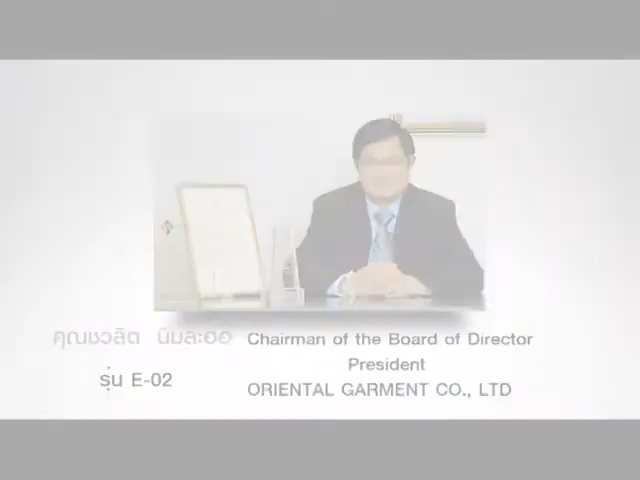 คุณชวลิต นิมละออ
รุ่น E-02
Chairman of the Board of Director
President
ORIENTAL GARMENT CO., LTD